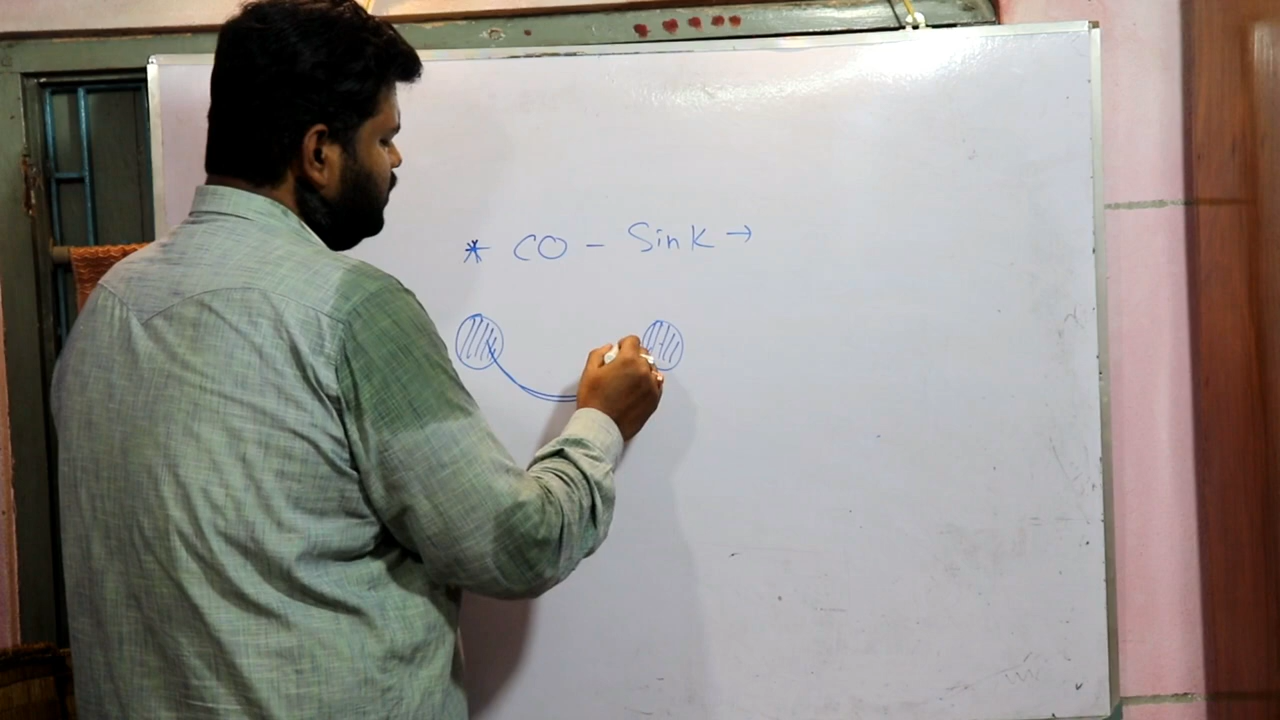 * CO - Sink →